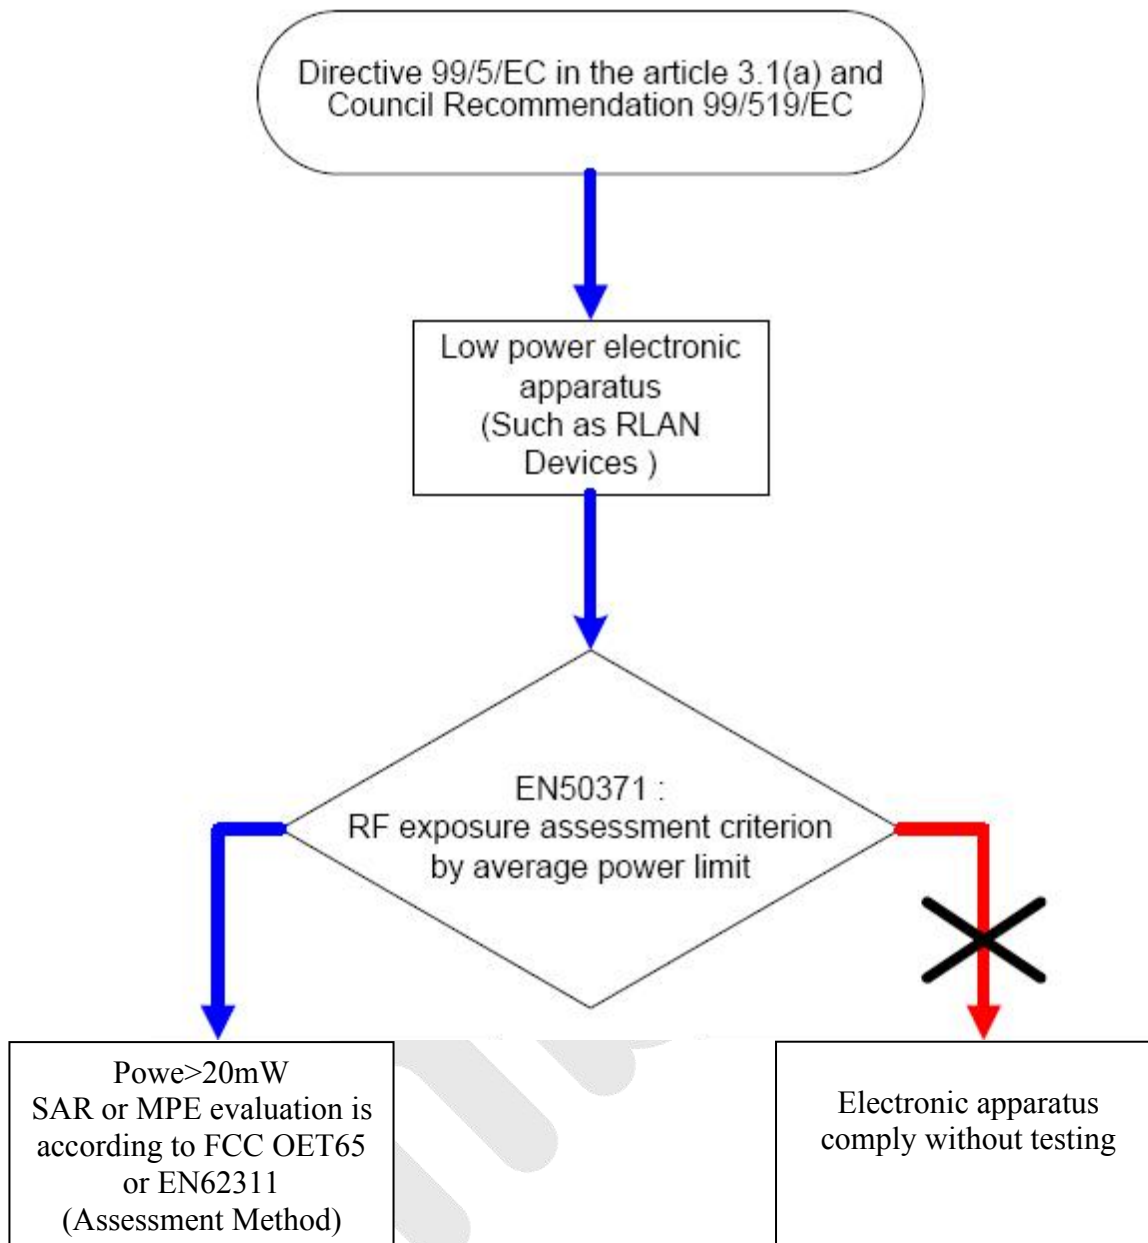 Directive 99/5/EC in the article 3.1(a) and
Council Recommendation 99/519/EC
Low power electronic
apparatus
(Such as RLAN
Devices )
EN50371 :
RF exposure assessment criterion
by average power limit
Powe>20mW
SAR or MPE evaluation is
according to FCC OET65
or EN62311
(Assessment Method)
Electronic apparatus
comply without testing